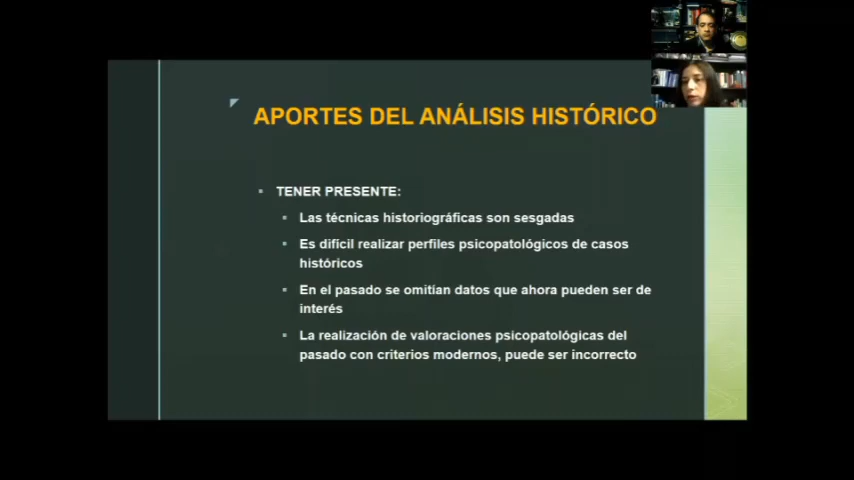 APORTES DEL ANÁLISIS HISTÓRICO
TENER PRESENTE:
Las técnicas historiográficas son sesgadas
Es difícil realizar perfiles psicopatológicos de casos
históricos
En el pasado se omitían datos que ahora pueden ser de
interés
La realización de valoraciones psicopatológicas del
pasado con criterios modernos, puede ser incorrecto